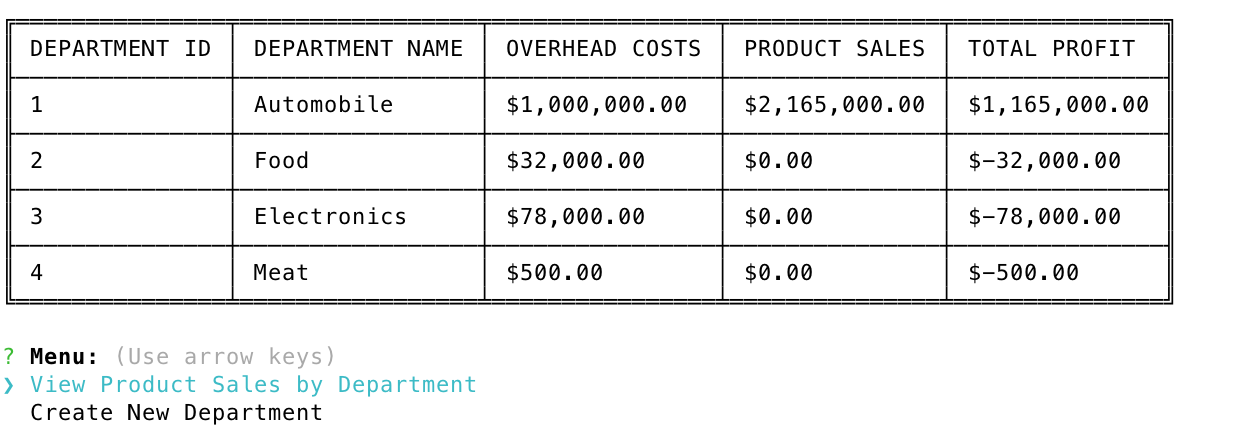 DEPARTMENT ID DEPARTMENT NAME OVERHEAD COSTS PRODUCT SALES TOTAL PROFIT
1 Automobile $1,000,000.00 $2,165,000.00 $1,165,000.00
2 Food $32,000.00 $0.00 $-32,000.00
3 Electronics $78,000.00 $0.00 $-78,000.00
4 Meat $500.00 $0.00 $-500.00
? Menu: (Use arrow keys)
❯ View Product Sales by Department
Create New Department